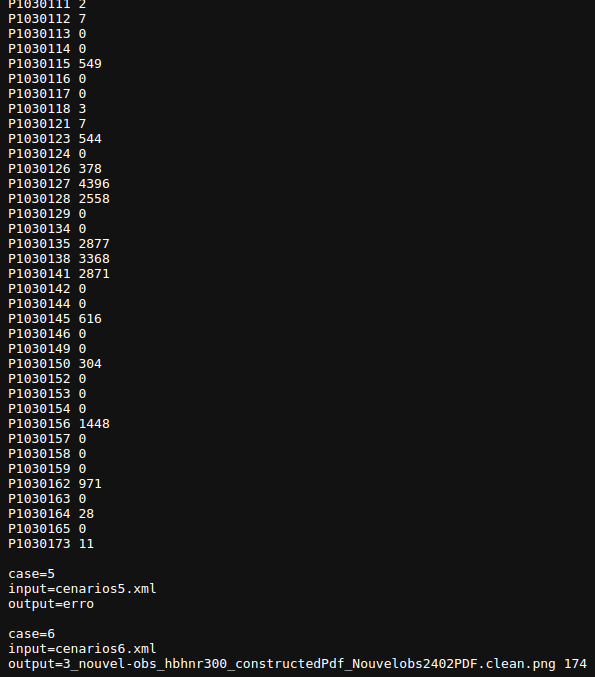 P1030111 2
P1030112 7
P1030113 0
P1030114 0
P1030115 549
P1030116 0
P1030117 0
P1030118 3
P1030121 7
P1030123 544
P1030124 0
P1030126 378
P1030127 4396
P1030128 2558
P1030129 0
P1030134 0
P1030135 2877
P1030138 3368
P1030141 2871
P1030142 0
P1030144 0
P1030145 616
P1030146 0
P1030149 0
P1030150 304
P1030152 0
P1030153 0
P1030154 0
P1030156 1448
P1030157 0
P1030158 0
P1030159 0
P1030162 971
P1030163 0
P1030164 28
P1030165 0
P1030173 11

case=5
input=cenarios5.xml
output=erro

case=6
input=cenarios6.xml
output=3_nouvel-obs_hbhnr300_constructedPdf_Nouvelobs2402PDF.clean.png 174